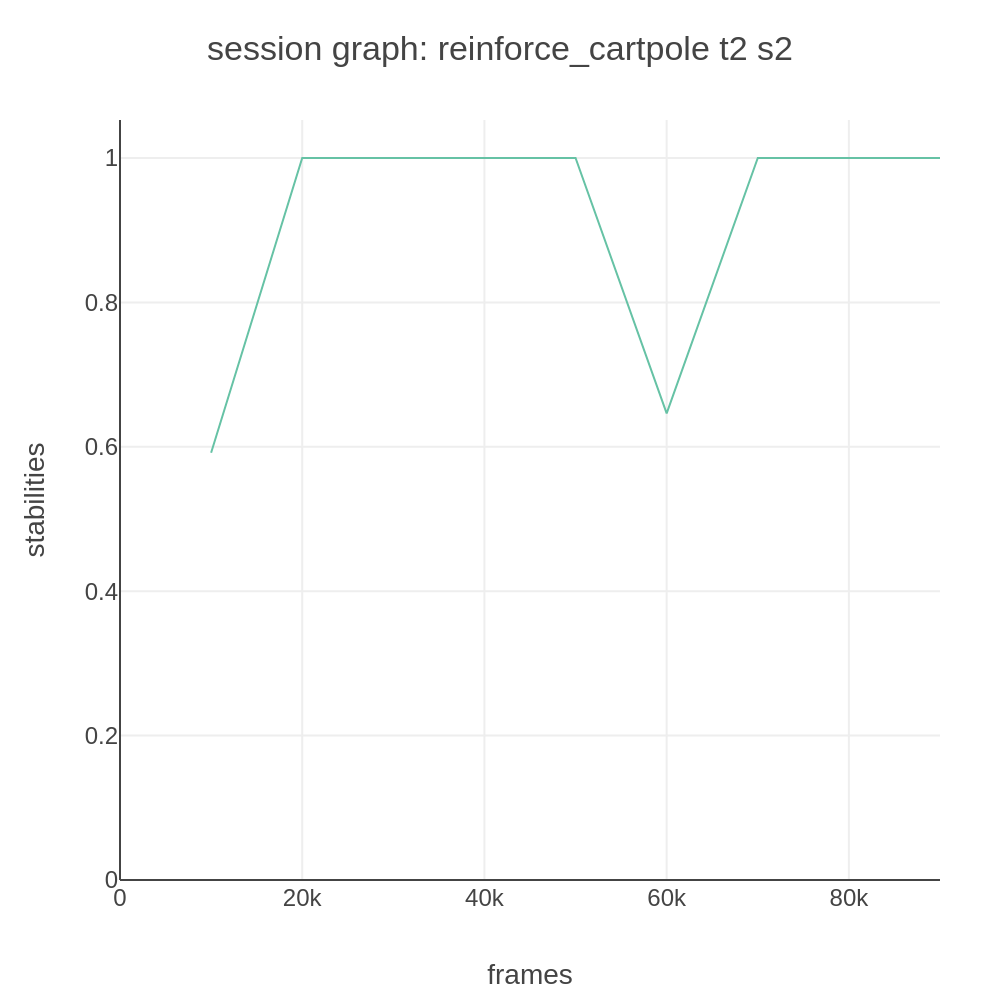 session graph: reinforce_cartpole t2 s2
1
0.8
0.6
0.4
0.2
0
stabilities
0
20k
40k
60k
80k
frames